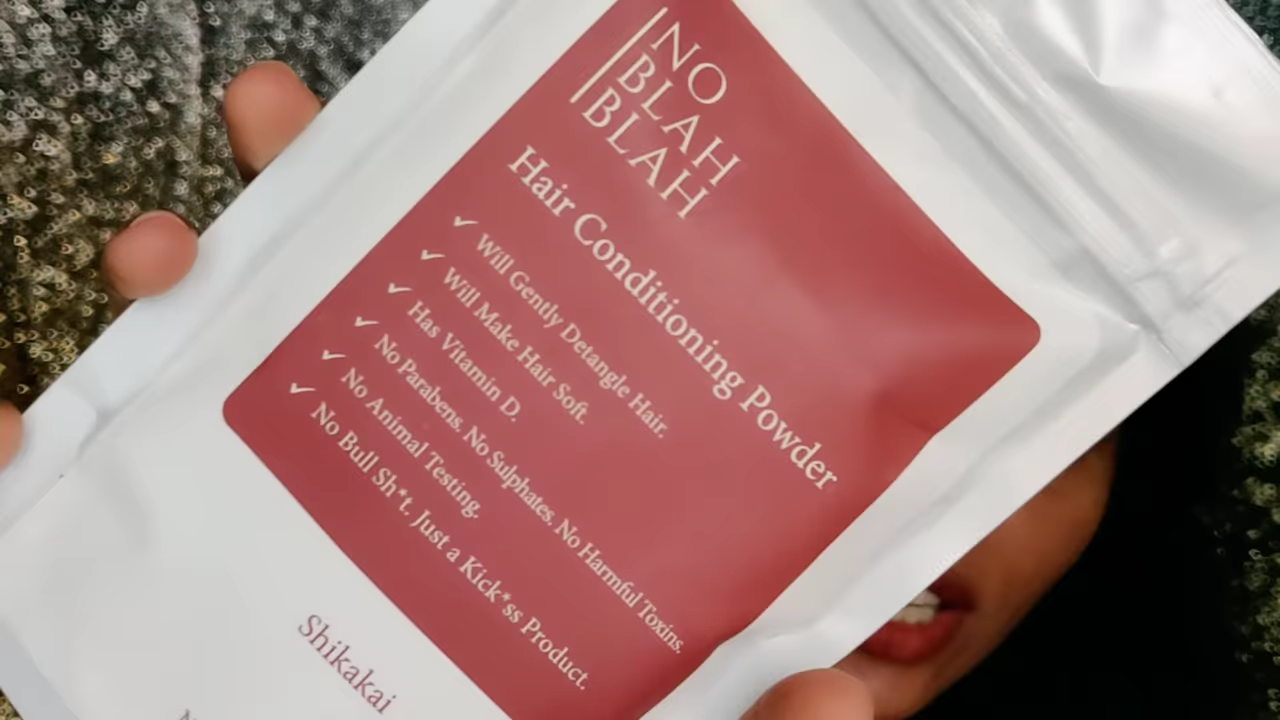 NO
BLAH
BLAH
Hair Conditioning Powder
✓ Will Gently Detangle Hair.
✓ Will Make Hair Soft.
✓ Has Vitamin D.
✓ No Parabens. No Sulphates. No Harmful Toxins.
✓ No Animal Testing.
✓ No Bull Sh*t. Just a Kick*ss Product.
Shikakai